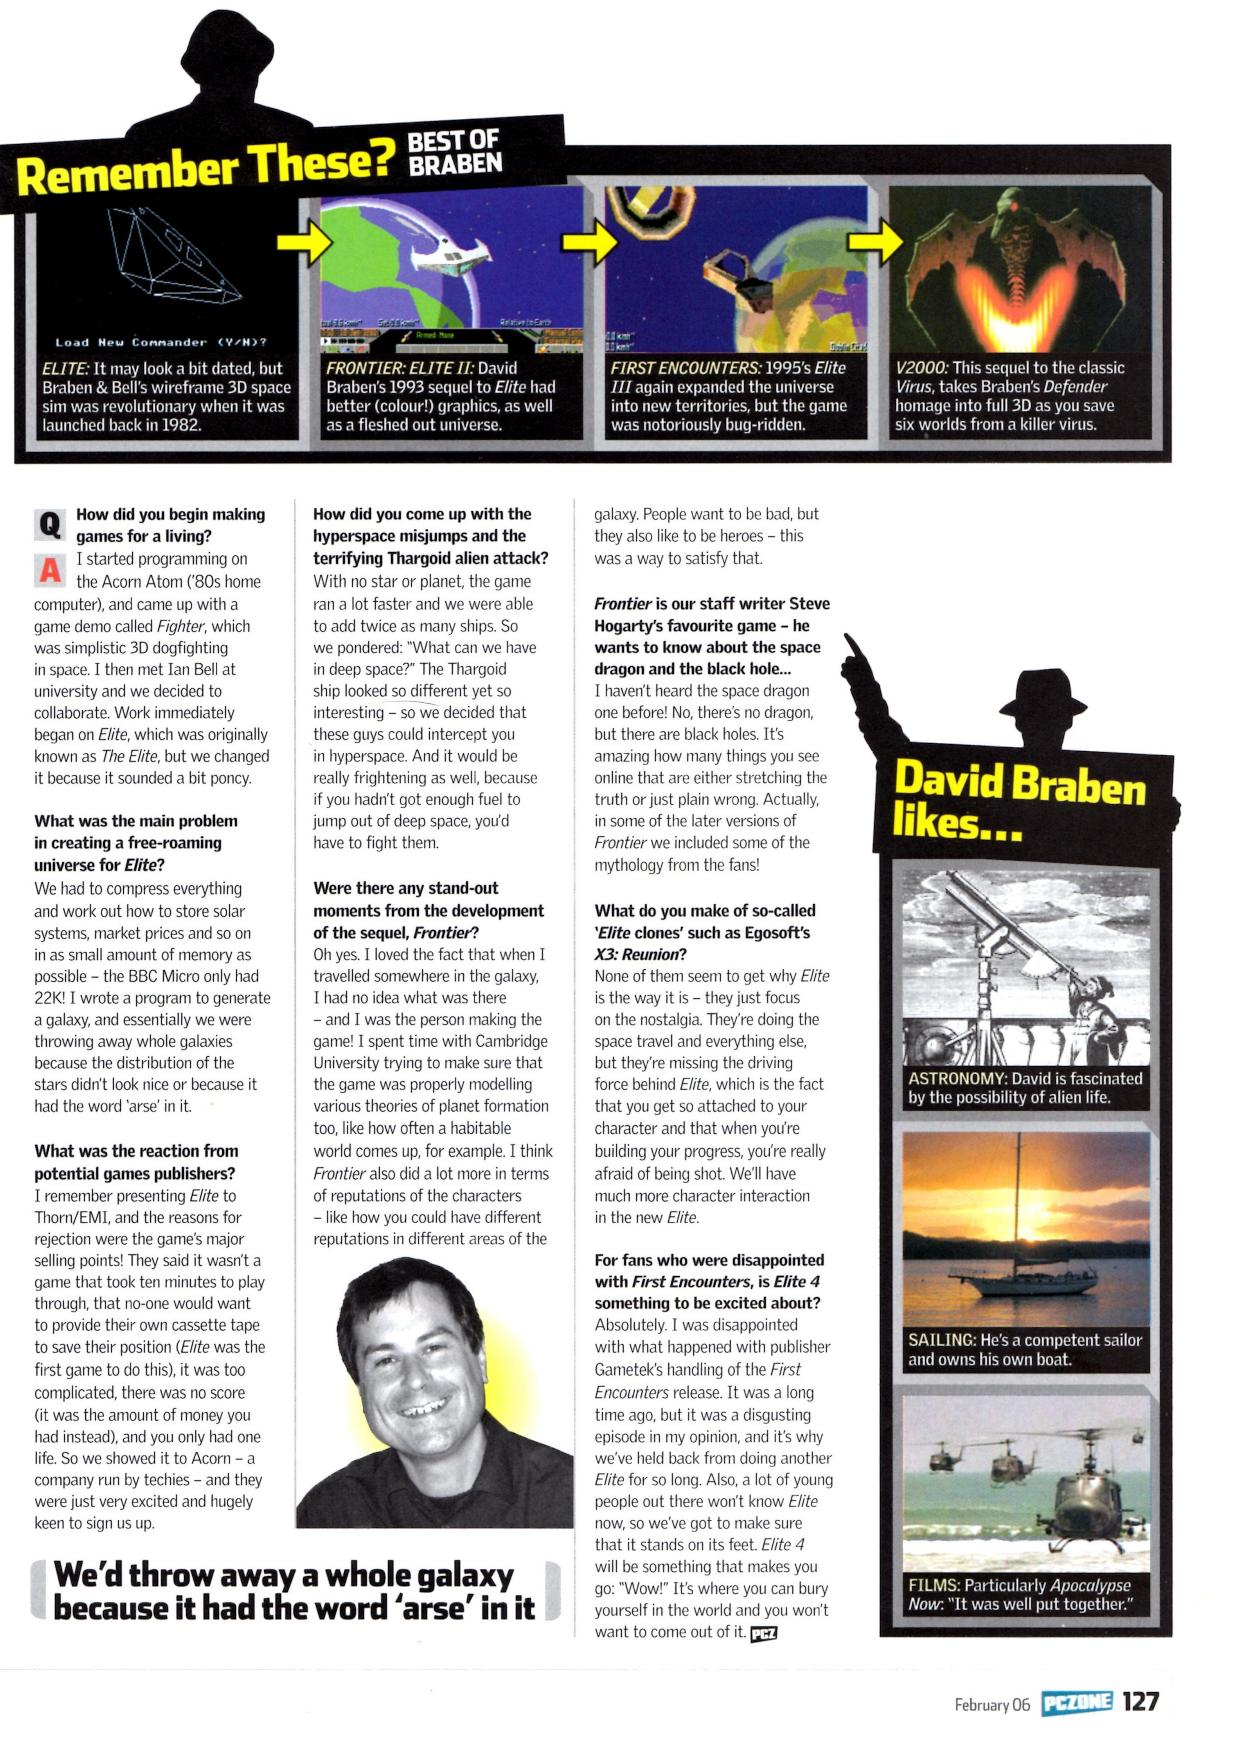 Remember These?
BEST OF
BRABEN
Load New Commander (Y/N)?
ELITE: It may look a bit dated, but
Braben & Bell's wireframe 3D space
sim was revolutionary when it was
launched back in 1982.
Relative to Earth
FRONTIER: ELITE II: David
Braben's 1993 sequel to Elite had
better (colour!) graphics, as well
as a fleshed out universe.
FIRST ENCOUNTERS: 1995's Elite
III again expanded the universe
into new territories, but the game
was notoriously bug-ridden.
V2000: This sequel to the classic
Virus, takes Braben's Defender
homage into full 3D as you save
six worlds from a killer virus.
Q How did you begin making
games for a living?
A I started programming on
the Acorn Atom ('80s home
computer), and came up with a
game demo called Fighter, which
was simplistic 3D dogfighting
in space. I then met Ian Bell at
university and we decided to
collaborate. Work immediately
began on Elite, which was originally
known as The Elite, but we changed
it because it sounded a bit poncy.
What was the main problem
in creating a free-roaming
universe for Elite?
We had to compress everything
and work out how to store solar
systems, market prices and so on
in as small amount of memory as
possible – the BBC Micro only had
22K! I wrote a program to generate
a galaxy, and essentially we were
throwing away whole galaxies
because the distribution of the
stars didn't look nice or because it
had the word 'arse' in it.
What was the reaction from
potential games publishers?
I remember presenting Elite to
Thorn/EMI, and the reasons for
rejection were the game's major
selling points! They said it wasn't a
game that took ten minutes to play
through, that no-one would want
to provide their own cassette tape
to save their position (Elite was the
first game to do this), it was too
complicated, there was no score
(it was the amount of money you
had instead), and you only had one
life. So we showed it to Acorn – a
company run by techies – and they
were just very excited and hugely
keen to sign us up.
We'd throw away a whole galaxy
because it had the word 'arse' in it
How did you come up with the
hyperspace misjumps and the
terrifying Thargoid alien attack?
With no star or planet, the game
ran a lot faster and we were able
to add twice as many ships. So
we pondered: "What can we have
in deep space?" The Thargoid
ship looked so different yet so
interesting – so we decided that
these guys could intercept you
in hyperspace. And it would be
really frightening as well, because
if you hadn't got enough fuel to
jump out of deep space, you'd
have to fight them.
Were there any stand-out
moments from the development
of the sequel, Frontier?
Oh yes. I loved the fact that when I
travelled somewhere in the galaxy,
I had no idea what was there
– and I was the person making the
game! I spent time with Cambridge
University trying to make sure that
the game was properly modelling
various theories of planet formation
too, like how often a habitable
world comes up, for example. I think
Frontier also did a lot more in terms
of reputations of the characters
– like how you could have different
reputations in different areas of the
galaxy. People want to be bad, but
they also like to be heroes – this
was a way to satisfy that.
Frontier is our staff writer Steve
Hogarty's favourite game – he
wants to know about the space
dragon and the black hole...
I haven't heard the space dragon
one before! No, there's no dragon,
but there are black holes. It's
amazing how many things you see
online that are either stretching the
truth or just plain wrong. Actually,
in some of the later versions of
Frontier we included some of the
mythology from the fans!
What do you make of so-called
'Elite clones' such as Egosoft's
X3: Reunion?
None of them seem to get why Elite
is the way it is – they just focus
on the nostalgia. They're doing the
space travel and everything else,
but they're missing the driving
force behind Elite, which is the fact
that you get so attached to your
character and that when you're
building your progress, you're really
afraid of being shot. We'll have
much more character interaction
in the new Elite.
For fans who were disappointed
with First Encounters, is Elite 4
something to be excited about?
Absolutely. I was disappointed
with what happened with publisher
Gametek's handling of the First
Encounters release. It was a long
time ago, but it was a disgusting
episode in my opinion, and it's why
we've held back from doing another
Elite for so long. Also, a lot of young
people out there won't know Elite
now, so we've got to make sure
that it stands on its feet. Elite 4
will be something that makes you
go: "Wow!" It's where you can bury
yourself in the world and you won't
want to come out of it. PCZ
David Braben
likes...
ASTRONOMY: David is fascinated
by the possibility of alien life.
SAILING: He's a competent sailor
and owns his own boat.
FILMS: Particularly Apocalypse
Now: "It was well put together."
February 06 PCZONE 127